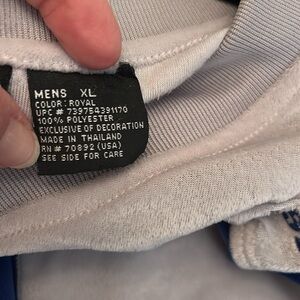 MENS XL
COLOR: ROYAL
UPC # 739754391170
100% POLYESTER
EXCLUSIVE OF DECORATION
MADE IN THAILAND
RN # 70892 (USA)
SEE SIDE FOR CARE